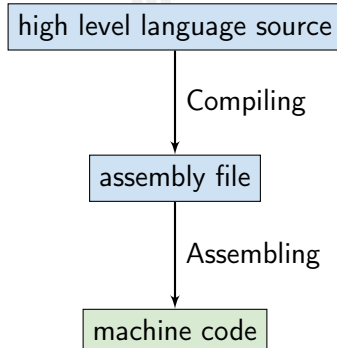 high level language source
Compiling
assembly file
Assembling
machine code